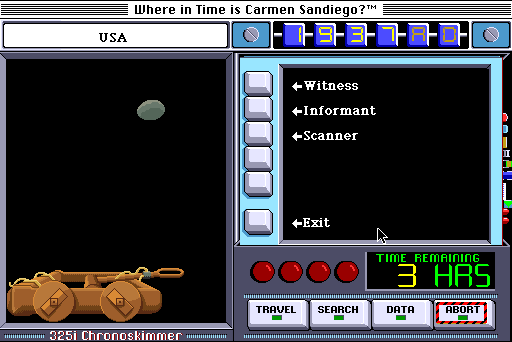 Where in Time is Carmen Sandiego?™
USA
1937AD
←Witness
←Informant
←Scanner
←Exit
TIME REMAINING
3 HRS
TRAVEL
SEARCH
DATA
ABORT
325i Chronoskimmer